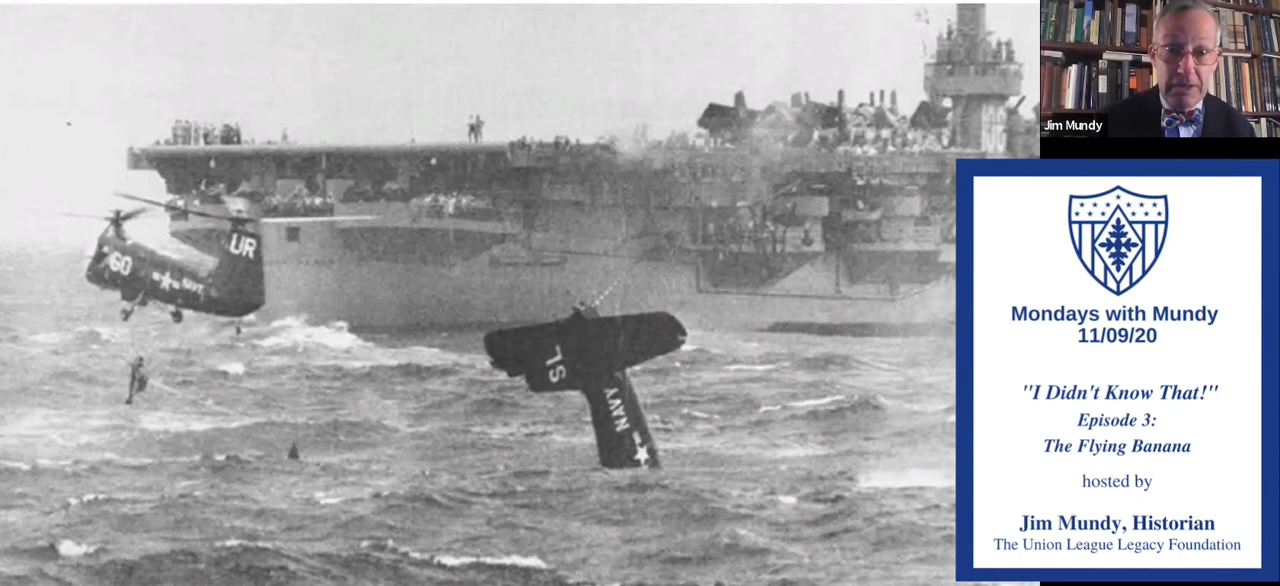 UR
60
NAVY
SL
NAVY
Jim Mundy
Mondays with Mundy
11/09/20
"I Didn't Know That!"
Episode 3:
The Flying Banana
hosted by
Jim Mundy, Historian
The Union League Legacy Foundation